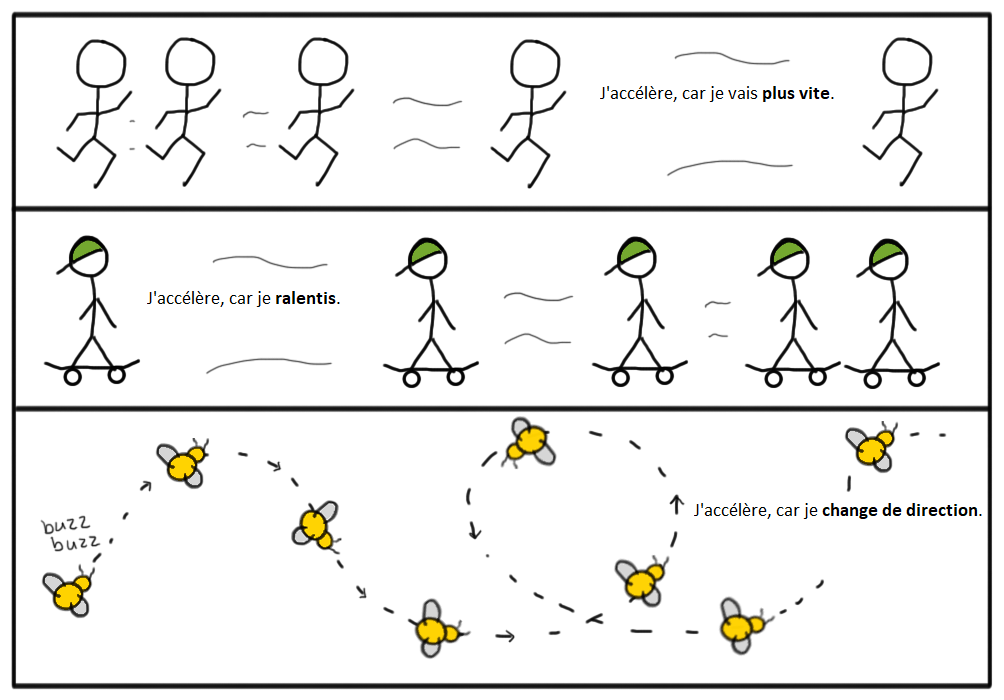 J'accélère, car je vais plus vite.
J'accélère, car je ralentis.
buzz
buzz
J'accélère, car je change de direction.